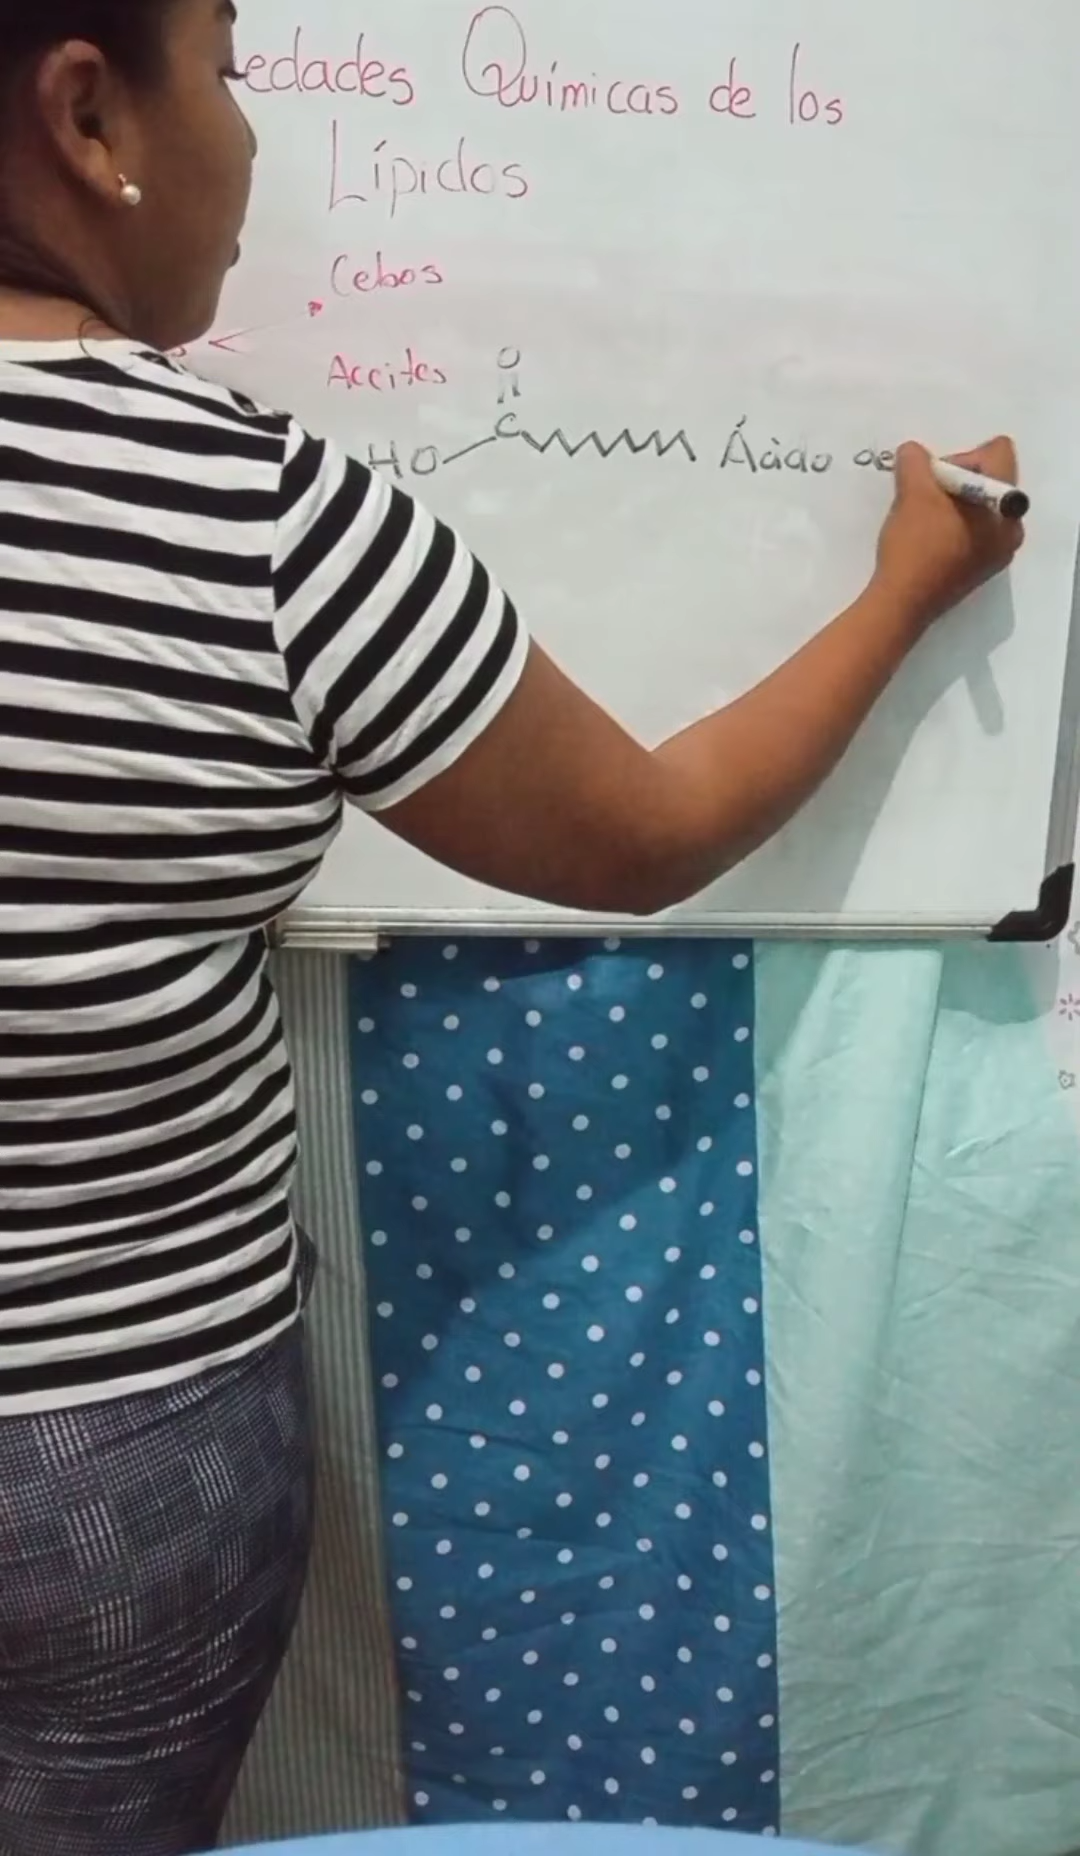 edades Químicas de los
Lípidos
Cebos
Aceites
O
C
HO
Ácido de